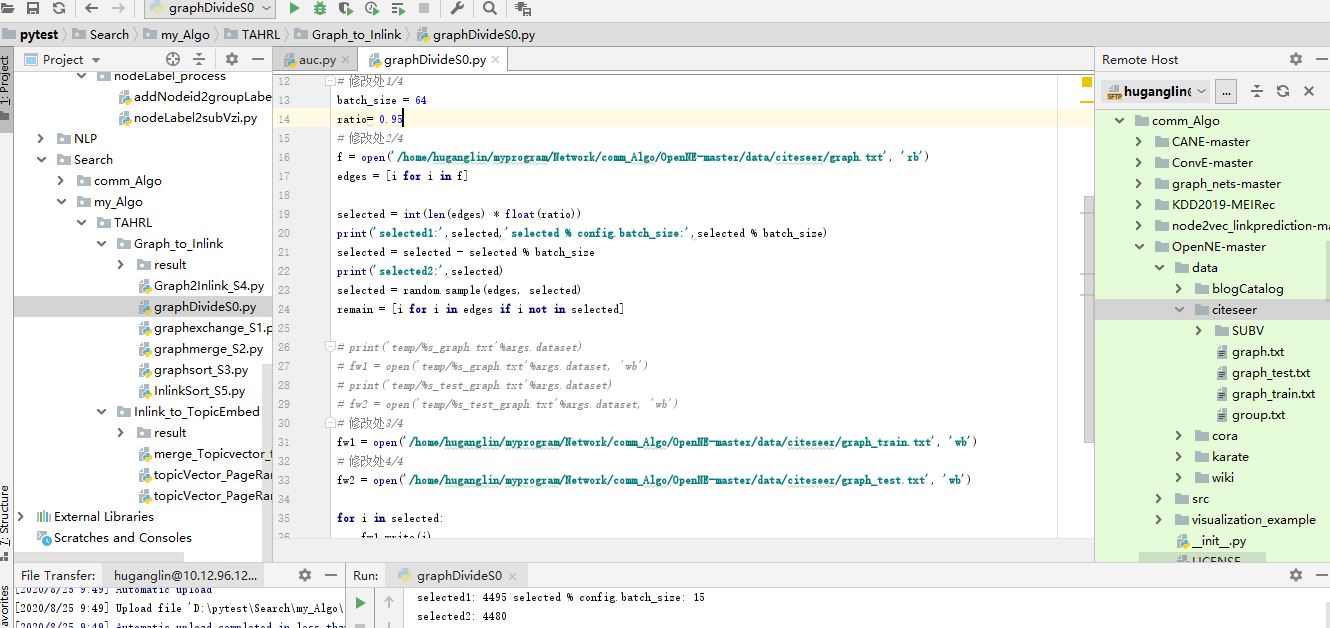 graphDivideS0
pytest Search my_Algo TAHRL Graph_to_Inlink graphDivideS0.py
1: Project
Project
nodeLabel_process
addNodeid2groupLabe
nodeLabel2subVzi.py
NLP
Search
comm_Algo
my_Algo
TAHRL
Graph_to_Inlink
result
Graph2Inlink_S4.py
graphDivideS0.py
graphexchange_S1.p
graphmerge_S2.py
graphsort_S3.py
InlinkSort_S5.py
Inlink_to_TopicEmbed
result
merge_Topicvector_t
topicVector_PageRa
topicVector_PageRa
External Libraries
Scratches and Consoles
7: Structure
avorites
auc.py graphDivideS0.py
12 # 修改处1/4
13 batch_size = 64
14 ratio= 0.95
15 # 修改处2/4
16 f = open('/home/huganglin/myprogram/Network/comm_Algo/OpenNE-master/data/citeseer/graph.txt', 'rb')
17 edges = [i for i in f]
18
19 selected = int(len(edges) * float(ratio))
20 print('selected1:',selected,'selected % config.batch_size:',selected % batch_size)
21 selected = selected - selected % batch_size
22 print('selected2:',selected)
23 selected = random.sample(edges, selected)
24 remain = [i for i in edges if i not in selected]
25
26 # print('temp/%s_graph.txt'%args.dataset)
27 # fw1 = open('temp/%s_graph.txt'%args.dataset, 'wb')
28 # print('temp/%s_test_graph.txt'%args.dataset)
29 # fw2 = open('temp/%s_test_graph.txt'%args.dataset, 'wb')
30 # 修改处3/4
31 fw1 = open('/home/huganglin/myprogram/Network/comm_Algo/OpenNE-master/data/citeseer/graph_train.txt', 'wb')
32 # 修改处4/4
33 fw2 = open('/home/huganglin/myprogram/Network/comm_Algo/OpenNE-master/data/citeseer/graph_test.txt', 'wb')
34
35 for i in selected:
36 fw1.write(i)
Remote Host
SFTP huganglin( ...
comm_Algo
CANE-master
ConvE-master
graph_nets-master
KDD2019-MEIRec
node2vec_linkprediction-ma
OpenNE-master
data
blogCatalog
citeseer
SUBV
graph.txt
graph_test.txt
graph_train.txt
group.txt
cora
karate
wiki
src
visualization_example
__init__.py
LICENSE
File Transfer: huganglin@10.12.96.12...
[2020/8/25 9:49] Automatic upload
[2020/8/25 9:49] Upload file 'D:\pytest\Search\my_Algo\
[2020/8/25 9:49] Automatic upload completed in less tha
Run: graphDivideS0
selected1: 4495 selected % config.batch_size: 15
selected2: 4480